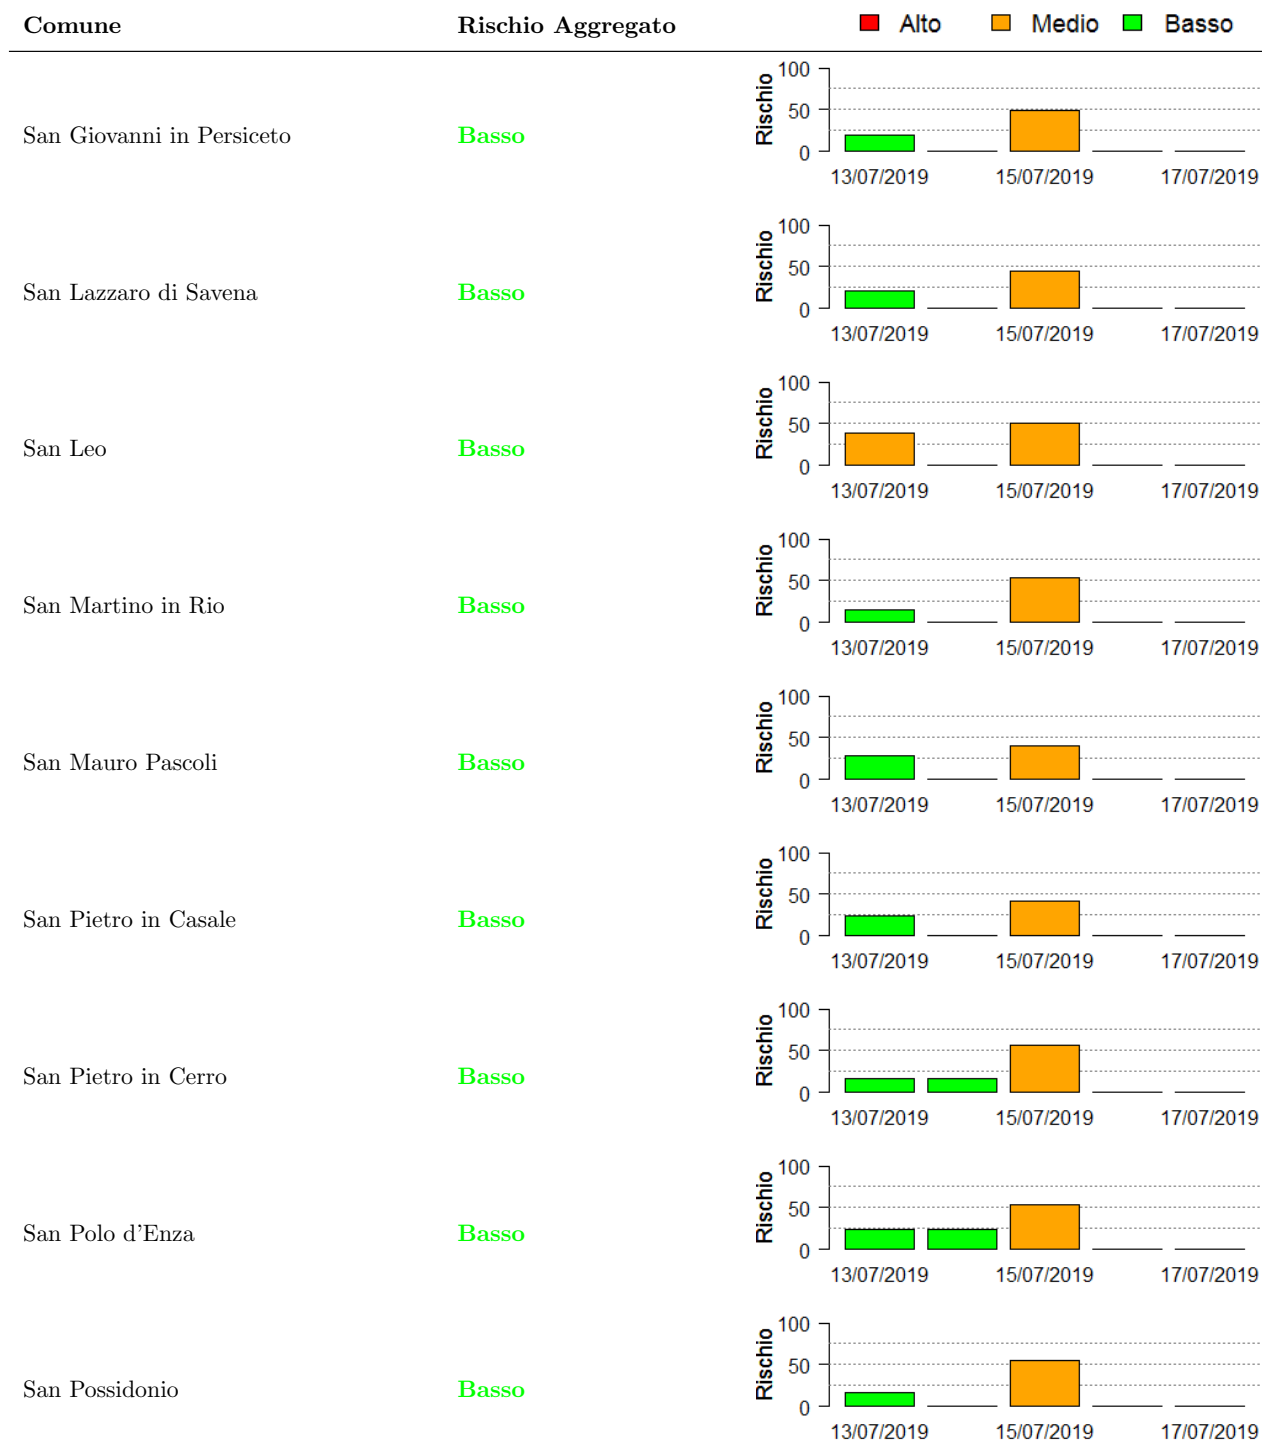 Comune Rischio Aggregato Alto Medio Basso
San Giovanni in Persiceto Basso
Rischio
100
50
0
13/07/2019 15/07/2019 17/07/2019
San Lazzaro di Savena Basso
Rischio
100
50
0
13/07/2019 15/07/2019 17/07/2019
San Leo Basso
Rischio
100
50
0
13/07/2019 15/07/2019 17/07/2019
San Martino in Rio Basso
Rischio
100
50
0
13/07/2019 15/07/2019 17/07/2019
San Mauro Pascoli Basso
Rischio
100
50
0
13/07/2019 15/07/2019 17/07/2019
San Pietro in Casale Basso
Rischio
100
50
0
13/07/2019 15/07/2019 17/07/2019
San Pietro in Cerro Basso
Rischio
100
50
0
13/07/2019 15/07/2019 17/07/2019
San Polo d'Enza Basso
Rischio
100
50
0
13/07/2019 15/07/2019 17/07/2019
San Possidonio Basso
Rischio
100
50
0
13/07/2019 15/07/2019 17/07/2019